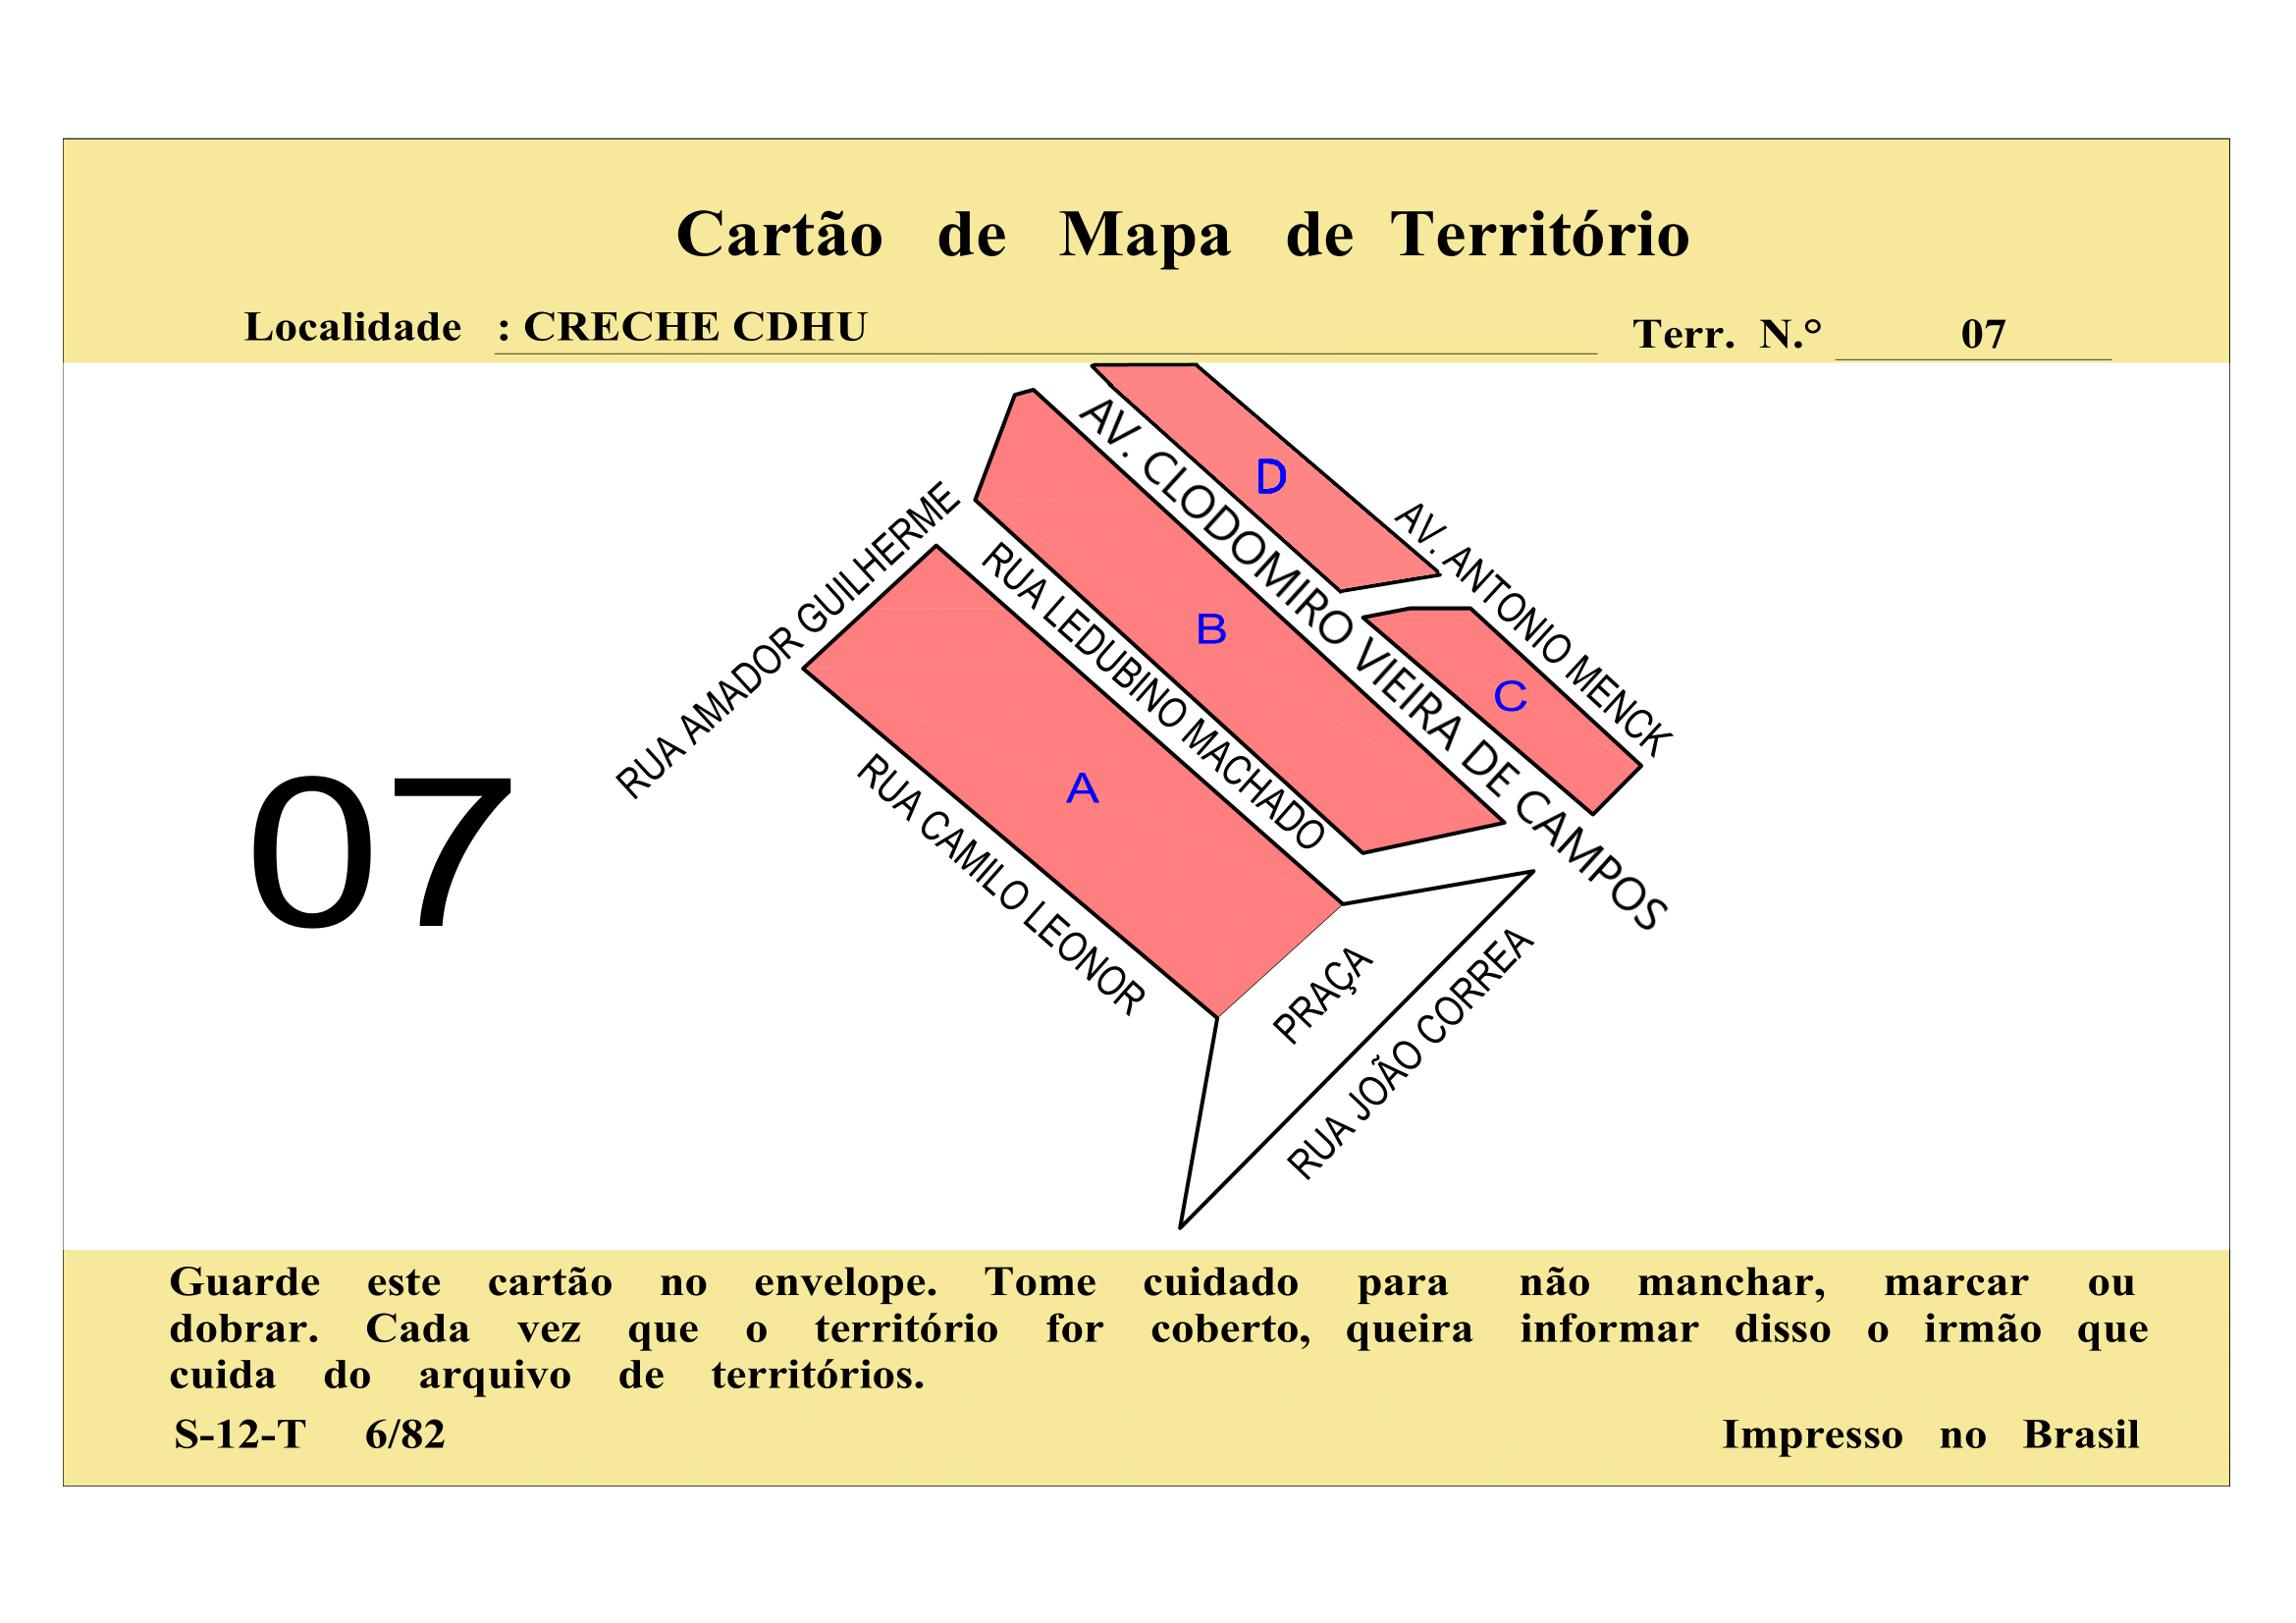 Cartão de Mapa de Território
Localidade : CRECHE CDHU
Terr. N.° 07
AV. CLODOMIRO VIEIRA DE CAMPOS
D
AV. ANTONIO MENCK
RUA AMADOR GUILHERME
RUA LEDUBINO MACHADO
B
C
A
RUA CAMILO LEONOR
07
PRAÇA
RUA JOÃO CORREA
Guarde este cartão no envelope. Tome cuidado para não manchar, marcar ou
dobrar. Cada vez que o território for coberto, queira informar disso o irmão que
cuida do arquivo de territórios.
S-12-T 6/82
Impresso no Brasil